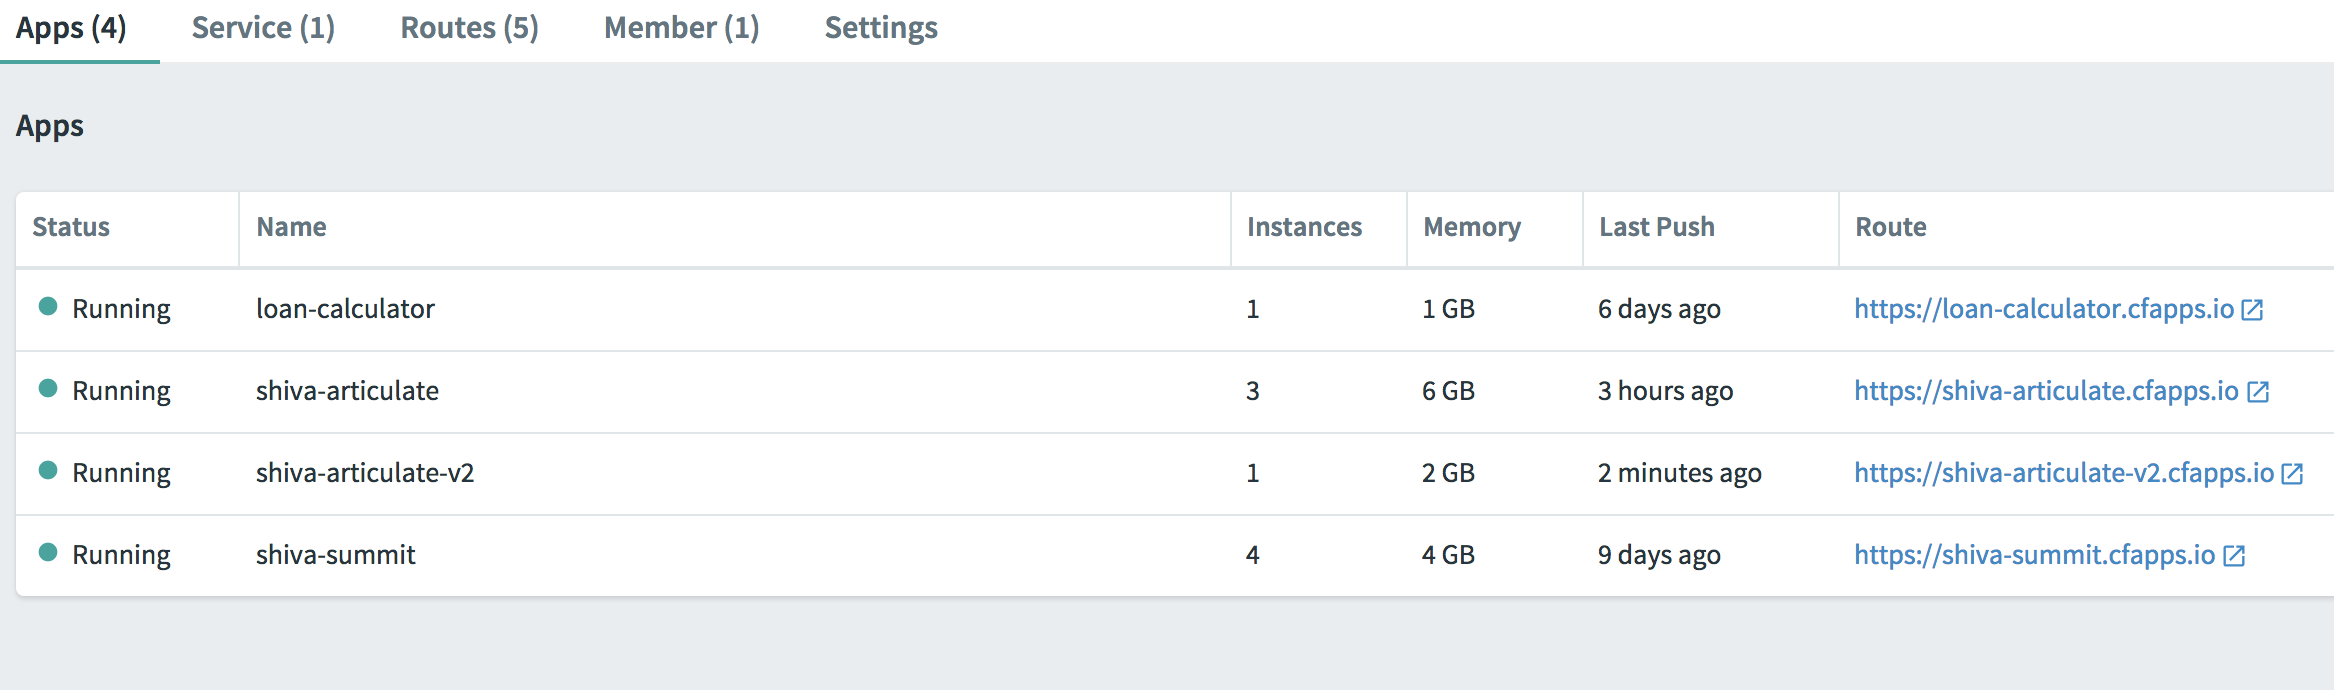 Apps (4) Service (1) Routes (5) Member (1) Settings
Apps
Status Name Instances Memory Last Push Route
Running loan-calculator 1 1 GB 6 days ago https://loan-calculator.cfapps.io
Running shiva-articulate 3 6 GB 3 hours ago https://shiva-articulate.cfapps.io
Running shiva-articulate-v2 1 2 GB 2 minutes ago https://shiva-articulate-v2.cfapps.io
Running shiva-summit 4 4 GB 9 days ago https://shiva-summit.cfapps.io